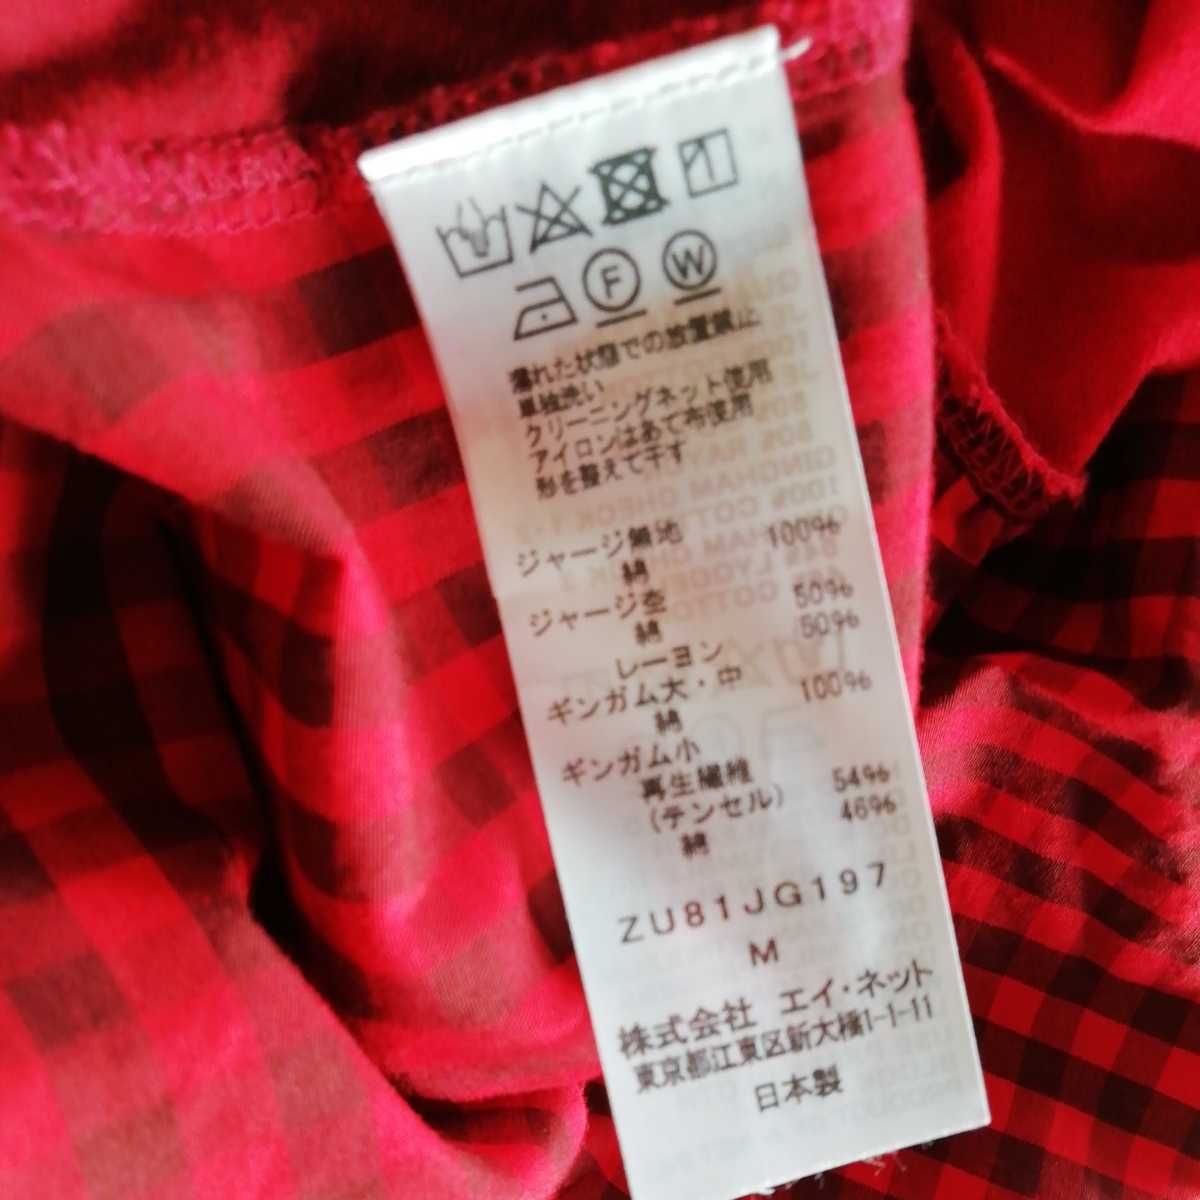 F W
濡れた状態での放置禁止
単独洗い
クリーニングネット使用
アイロンはあて布使用
形を整えて干す
ジャージ無地 100%
綿
ジャージ杢 50%
綿 50%
レーヨン
ギンガム大・中 100%
綿
ギンガム小
再生繊維 54%
(テンセル) 46%
綿
ZU81JG197
M
株式会社 エイ・ネット
東京都江東区新大橋1-1-11
日本製